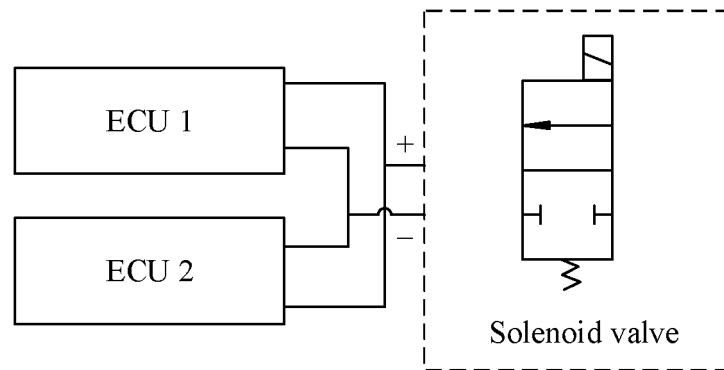 ECU 1
+
−
ECU 2
Solenoid valve